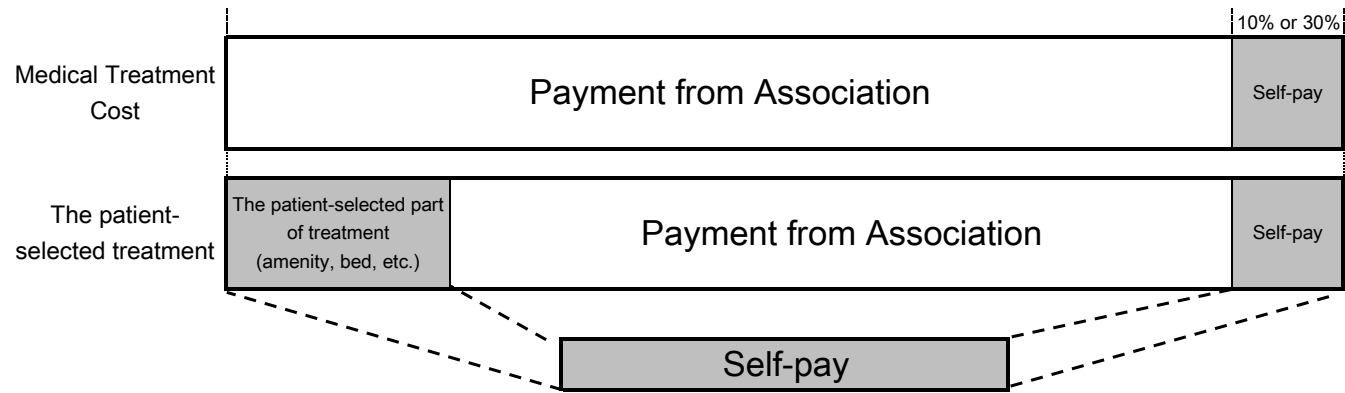 10% or 30%
Medical Treatment
Cost
Payment from Association
Self-pay
The patient-
selected treatment
The patient-selected part
of treatment
(amenity, bed, etc.)
Payment from Association
Self-pay
Self-pay